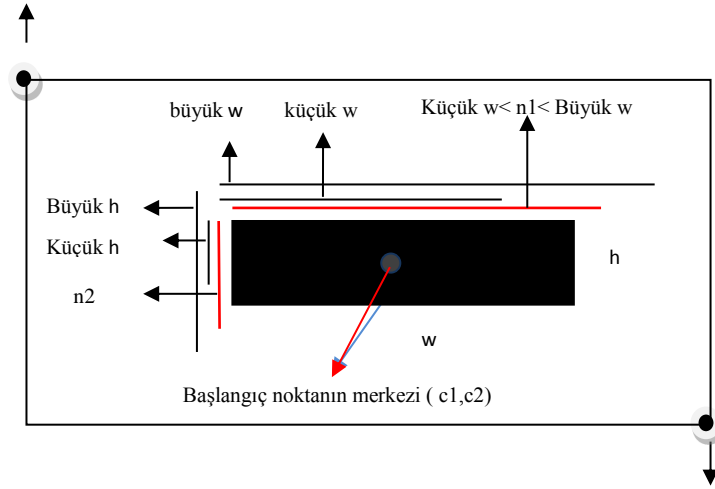 büyük w
küçük w
Küçük w< n1< Büyük w
Büyük h
Küçük h
n2
h
w
Başlangıç noktanın merkezi ( c1,c2)